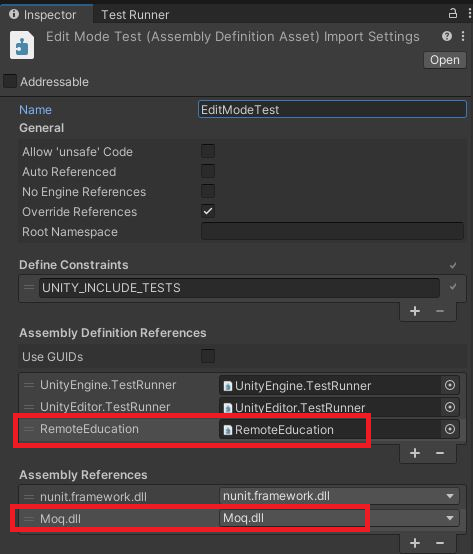 Inspector Test Runner
Edit Mode Test (Assembly Definition Asset) Import Settings
Open
Addressable
Name EditModeTest
General
Allow 'unsafe' Code
Auto Referenced
No Engine References
Override References
Root Namespace
Define Constraints
UNITY_INCLUDE_TESTS
Assembly Definition References
Use GUIDs
UnityEngine.TestRunner UnityEngine.TestRunner
UnityEditor.TestRunner UnityEditor.TestRunner
RemoteEducation RemoteEducation
Assembly References
nunit.framework.dll nunit.framework.dll
Moq.dll Moq.dll